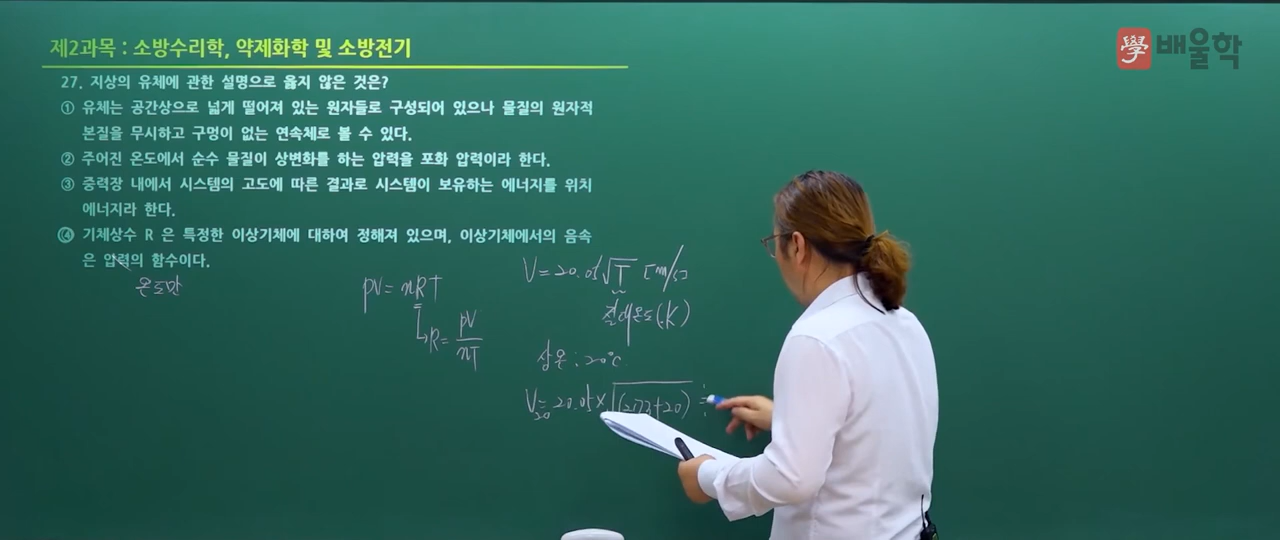 제2과목 : 소방수리학, 약제화학 및 소방전기
學 배울학
27. 지상의 유체에 관한 설명으로 옳지 않은 것은?
① 유체는 공간상으로 넓게 떨어져 있는 원자들로 구성되어 있으나 물질의 원자적
본질을 무시하고 구멍이 없는 연속체로 볼 수 있다.
② 주어진 온도에서 순수 물질이 상변화를 하는 압력을 포화 압력이라 한다.
③ 중력장 내에서 시스템의 고도에 따른 결과로 시스템이 보유하는 에너지를 위치
에너지라 한다.
④ 기체상수 R 은 특정한 이상기체에 대하여 정해져 있으며, 이상기체에서의 음속
은 압력의 함수이다.
온도만
PV = nRT
R = PV/nT
V = 20.05√T [m/s]
절대온도(K)
상온 : 20℃
V20 = 20.05 × √(273+20) ≒